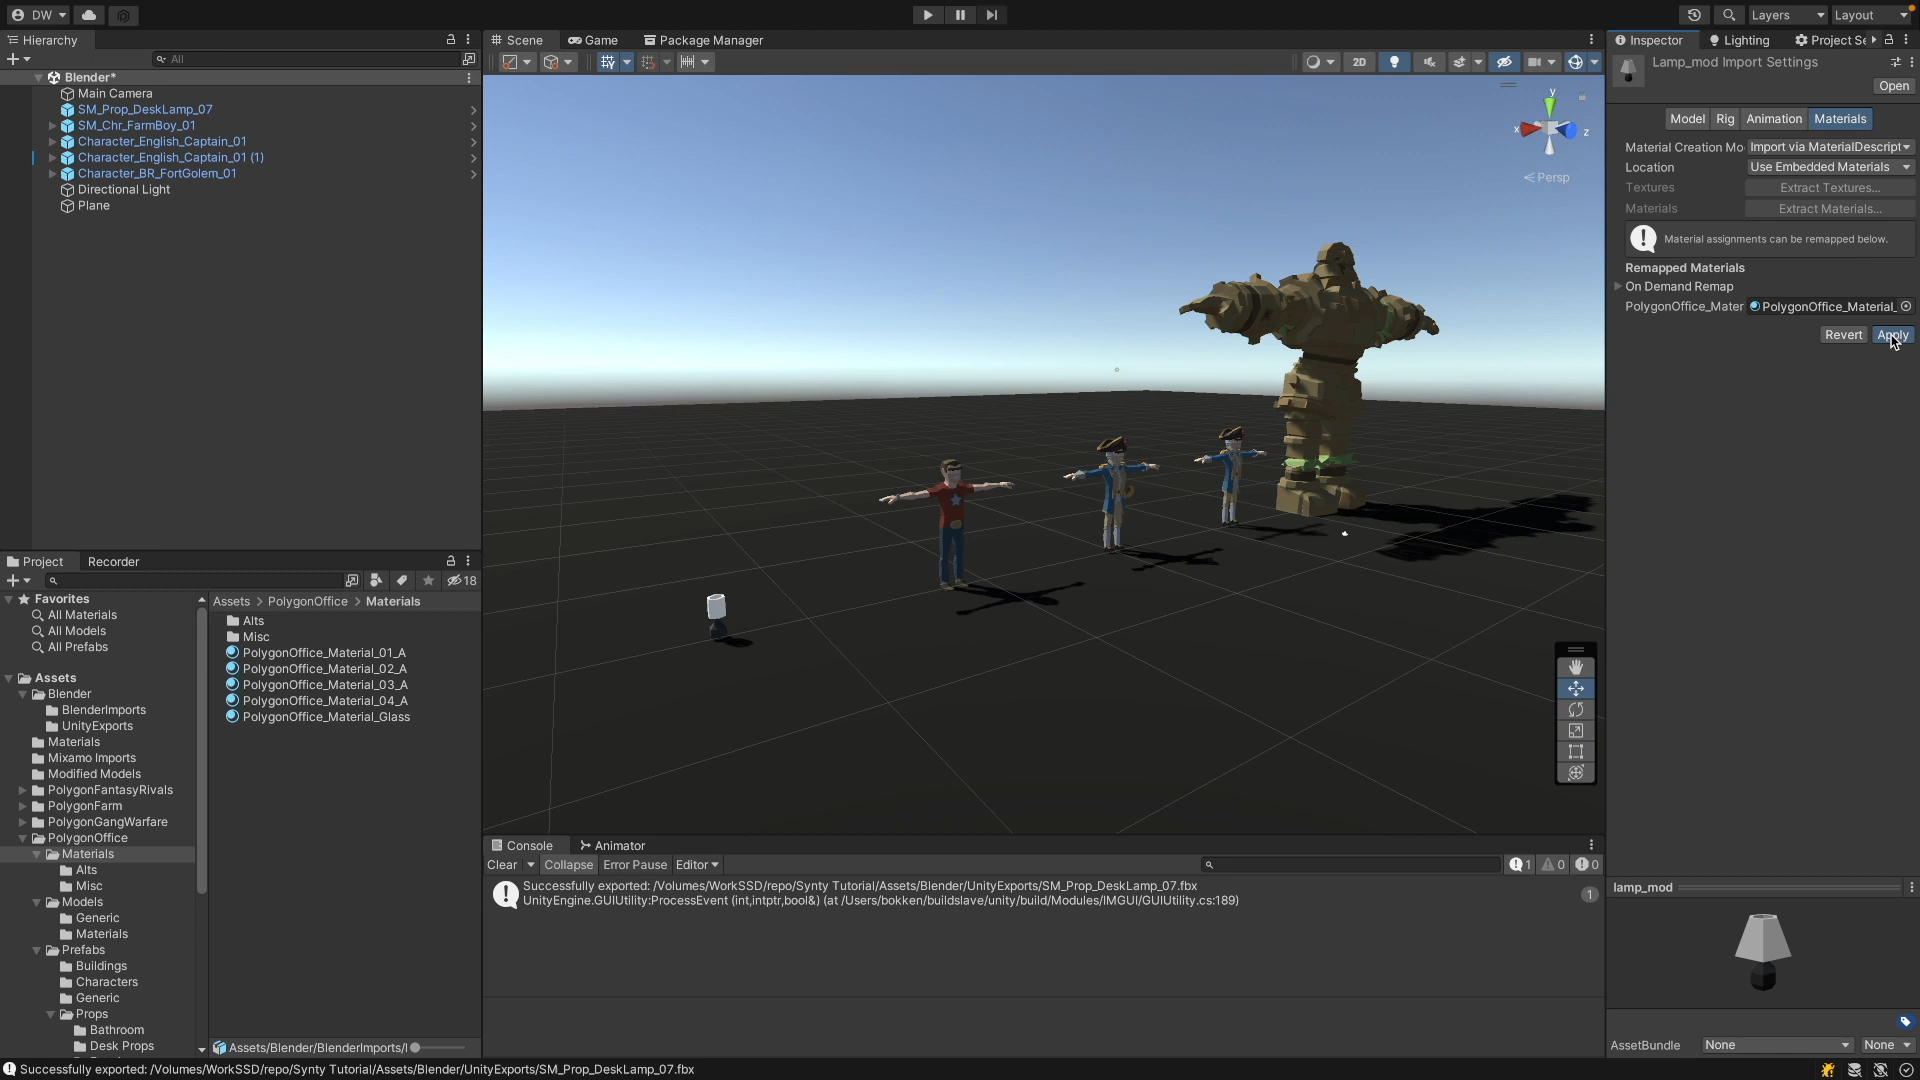 DW
Layers
Layout
Hierarchy
All
Blender*
Main Camera
SM_Prop_DeskLamp_07
SM_Chr_FarmBoy_01
Character_English_Captain_01
Character_English_Captain_01 (1)
Character_BR_FortGolem_01
Directional Light
Plane
Scene
Game
Package Manager
2D
y
x
z
Persp
Inspector
Lighting
Project Se
Lamp_mod Import Settings
Open
Model
Rig
Animation
Materials
Material Creation Mo
Import via MaterialDescript
Location
Use Embedded Materials
Textures
Extract Textures...
Materials
Extract Materials...
Material assignments can be remapped below.
Remapped Materials
On Demand Remap
PolygonOffice_Mater
PolygonOffice_Material_
Revert
Apply
Project
Recorder
18
Favorites
All Materials
All Models
All Prefabs
Assets
Blender
BlenderImports
UnityExports
Materials
Mixamo Imports
Modified Models
PolygonFantasyRivals
PolygonFarm
PolygonGangWarfare
PolygonOffice
Materials
Alts
Misc
Models
Generic
Materials
Prefabs
Buildings
Characters
Generic
Props
Bathroom
Desk Props
Assets > PolygonOffice > Materials
Alts
Misc
PolygonOffice_Material_01_A
PolygonOffice_Material_02_A
PolygonOffice_Material_03_A
PolygonOffice_Material_04_A
PolygonOffice_Material_Glass
Assets/Blender/BlenderImports/l
Console
Animator
Clear
Collapse
Error Pause
Editor
1
0
0
Successfully exported: /Volumes/WorkSSD/repo/Synty Tutorial/Assets/Blender/UnityExports/SM_Prop_DeskLamp_07.fbx
UnityEngine.GUIUtility:ProcessEvent (int,intptr,bool&) (at /Users/bokken/buildslave/unity/build/Modules/IMGUI/GUIUtility.cs:189)
1
lamp_mod
AssetBundle
None
None
Successfully exported: /Volumes/WorkSSD/repo/Synty Tutorial/Assets/Blender/UnityExports/SM_Prop_DeskLamp_07.fbx